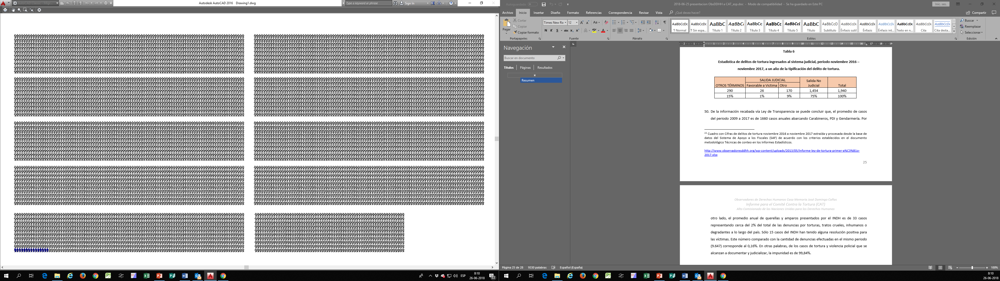 AutoCAD Classic - Migr...
Autodesk AutoCAD 2016 Drawing1.dwg
Type a keyword or phrase
Sign In
8:10
ESP
26-06-2018
22
Autoguardado
2018-06-25 presentacion ObsDDHH a CAT_esp.doc - Modo de compatibilidad - Se ha guardado en Este PC
Inic. ses.
Archivo Inicio Insertar Diseño Formato Referencias Correspondencia Revisar Vista ¿Qué desea hacer? Compartir
Pegar
Cortar
Copiar
Copiar formato
Portapapeles
Times New Ro 12
N K S abc x₂ x²
Fuente
Párrafo
AaBbCcDc ¶ Normal
AaBbCcDc ¶ Sin espa...
AaBbC Título 1
AaBbCc Título 2
AaBbCc Título 3
AaBbCc Título 4
AaBbCcL Título 5
AaBbC Título
AaBbCcD Subtítulo
AaBbCcDc Énfasis sutil
AaBbCcDc Énfasis
AaBbCcDc Énfasis int...
AaBbCcDc Texto en n...
AaBbCcDc Cita
AaBbCcDc Cita desta...
Estilos
Buscar
Reemplazar
Seleccionar
Edición
Navegación
Buscar en documento
Títulos Páginas Resultados
Resumen
Tabla 6
Estadística de delitos de tortura ingresados al sistema judicial, periodo noviembre 2016 –
noviembre 2017, a un año de la tipificación del delito de tortura.
OTROS TÉRMINOS SALIDA JUDICIAL Salida No Judicial Total
Favorable a Victima Otro
290 26 170 1,454 1,940
15% 1% 9% 75% 100%
50. De la información recabada vía Ley de Transparencia se puede concluir que, el promedio de casos
del periodo 2009 a 2017 es de 1660 casos anuales abarcando Carabineros, PDI y Gendarmería. Por
22 Cuadro con Cifras de delitos de tortura noviembre 2016 a noviembre 2017 extraída y procesada desde la base de
datos del Sistema de Apoyo a los Fiscales (SAF) de acuerdo con los criterios establecidos en el documento
metodológico Técnicas de conteo en los Informes Estadísticos.
http://www.observadoresddhh.org/wp-content/uploads/2013/05/Informe-ley-de-tortura-primer-a%C3%B1o-
2017.xlsx
25
Observadores de Derechos Humanos Casa Memoria José Domingo Cañas
Informe para el Comité Contra la Tortura (CAT)
Alto Comisionado de las Naciones Unidas para los Derechos Humanos
otro lado, el promedio anual de querellas y amparos presentados por el INDH es de 33 casos
representando cerca del 2% del total de las denuncias por torturas, tratos crueles, inhumanos o
degradantes a lo largo del país. Sólo 15 casos del INDH han tenido alguna resolución positiva para
las víctimas. Este número comparado con la cantidad de denuncias efectuadas en el mismo periodo
(9.647) corresponde al 0,16%. En otras palabras, de los casos de tortura y violencia policial que se
alcanzan a documentar y judicializar, la impunidad es de 99,84%.
Página 25 de 28 9330 palabras Español (España) 100%
8:10
26-06-2018